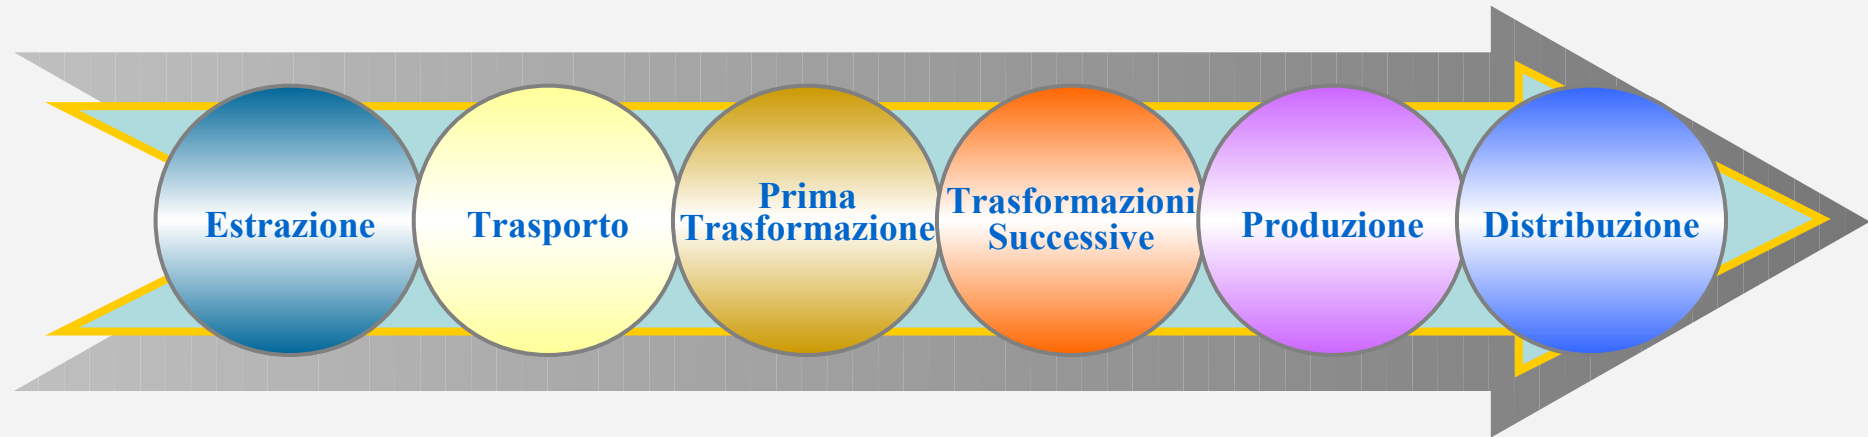 Estrazione
Trasporto
Prima
Trasformazione
Trasformazioni
Successive
Produzione
Distribuzione